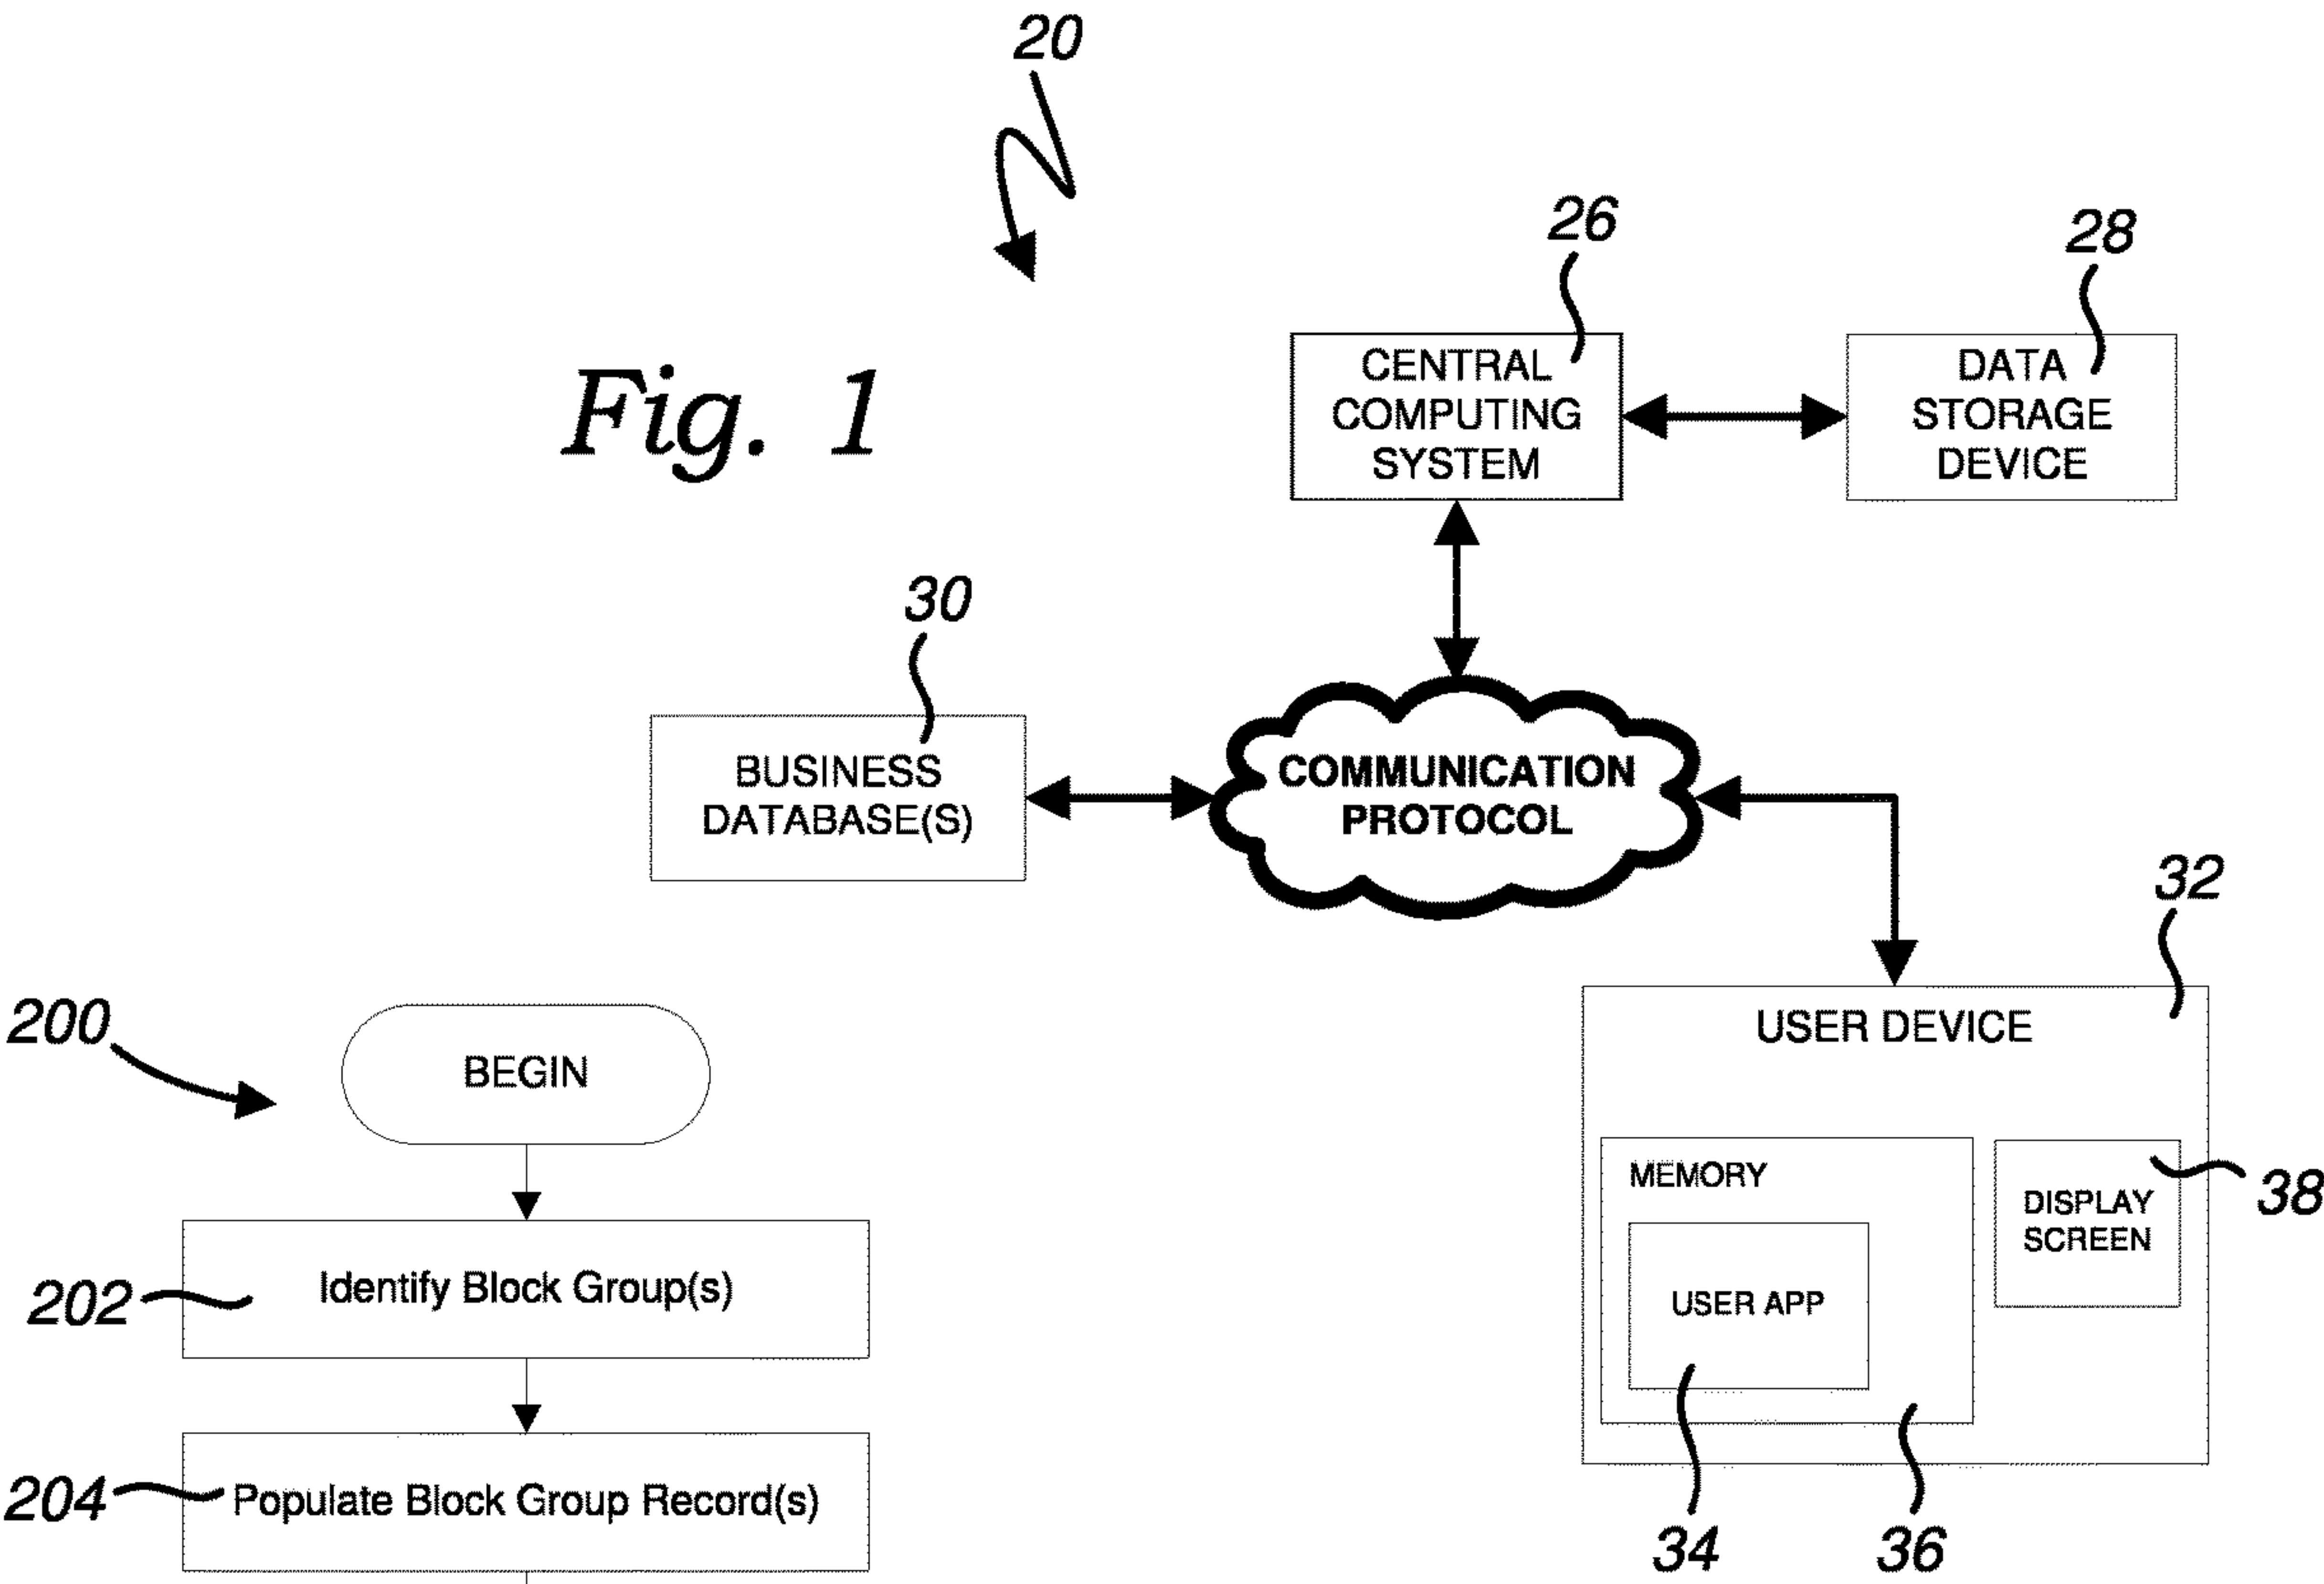 20
Fig. 1
26
28
CENTRAL
COMPUTING
SYSTEM
DATA
STORAGE
DEVICE
30
BUSINESS
DATABASE(S)
COMMUNICATION
PROTOCOL
32
USER DEVICE
MEMORY
USER APP
DISPLAY
SCREEN
38
34
36
200
BEGIN
202
Identify Block Group(s)
204
Populate Block Group Record(s)